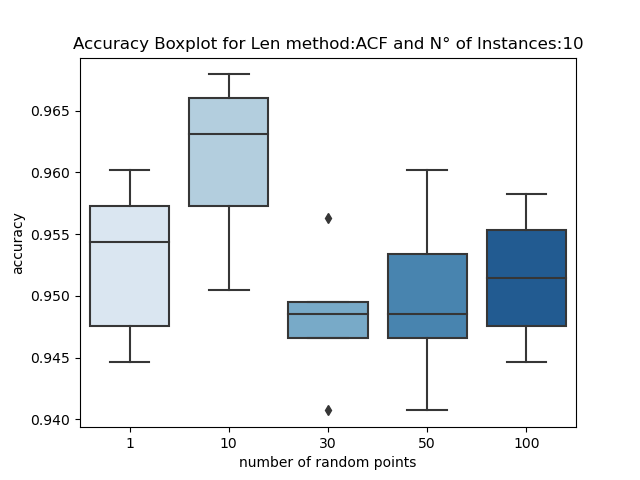 Accuracy Boxplot for Len method:ACF and N° of Instances:10
0.965
0.960
0.955
0.950
0.945
0.940
accuracy
1 10 30 50 100
number of random points